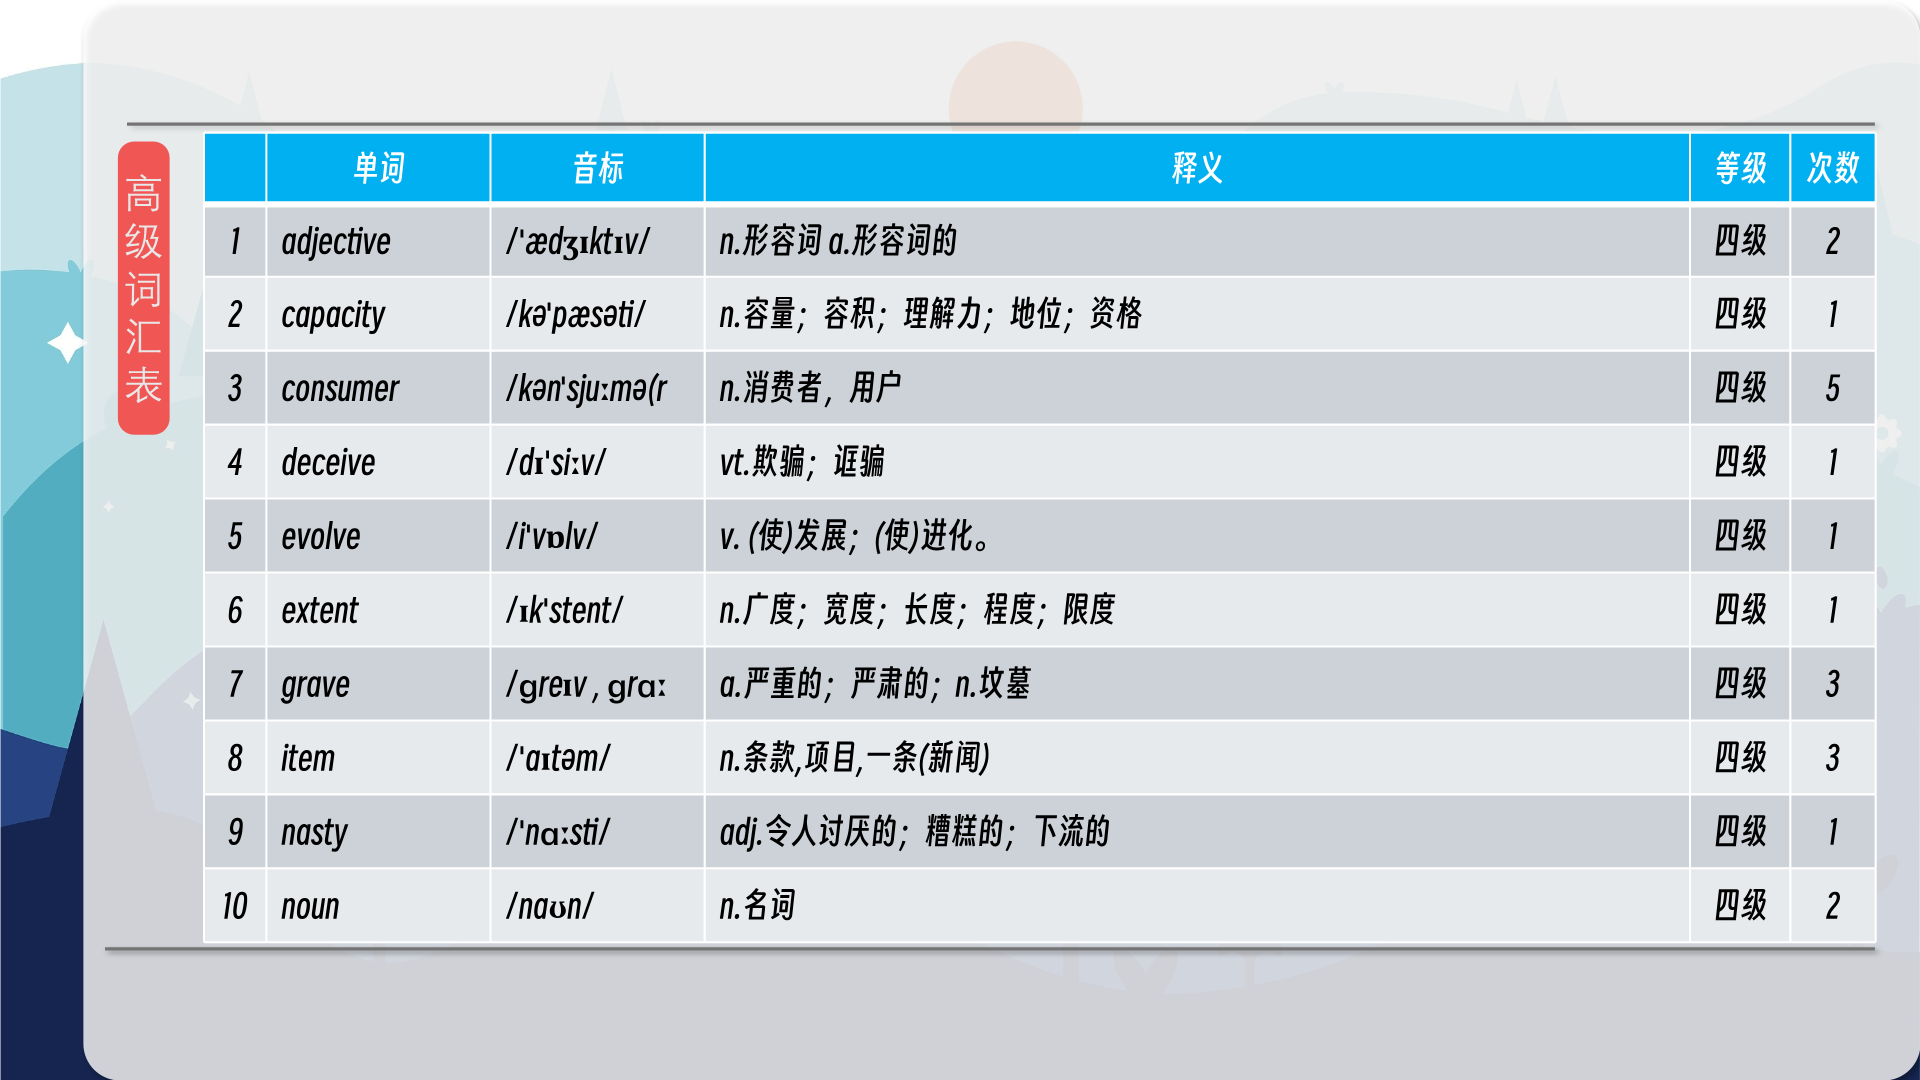 高级词汇表
单词 音标 释义 等级 次数
1 adjective /ˈædʒɪktɪv/ n.形容词 a.形容词的 四级 2
2 capacity /kəˈpæsəti/ n.容量；容积；理解力；地位；资格 四级 1
3 consumer /kənˈsjuːmə(r n.消费者，用户 四级 5
4 deceive /dɪˈsiːv/ vt.欺骗；诓骗 四级 1
5 evolve /iˈvɒlv/ v. (使)发展；(使)进化。 四级 1
6 extent /ɪkˈstent/ n.广度；宽度；长度；程度；限度 四级 1
7 grave /ɡreɪv , ɡrɑː a.严重的；严肃的；n.坟墓 四级 3
8 item /ˈaɪtəm/ n.条款,项目,一条(新闻) 四级 3
9 nasty /ˈnɑːsti/ adj.令人讨厌的；糟糕的；下流的 四级 1
10 noun /naʊn/ n.名词 四级 2